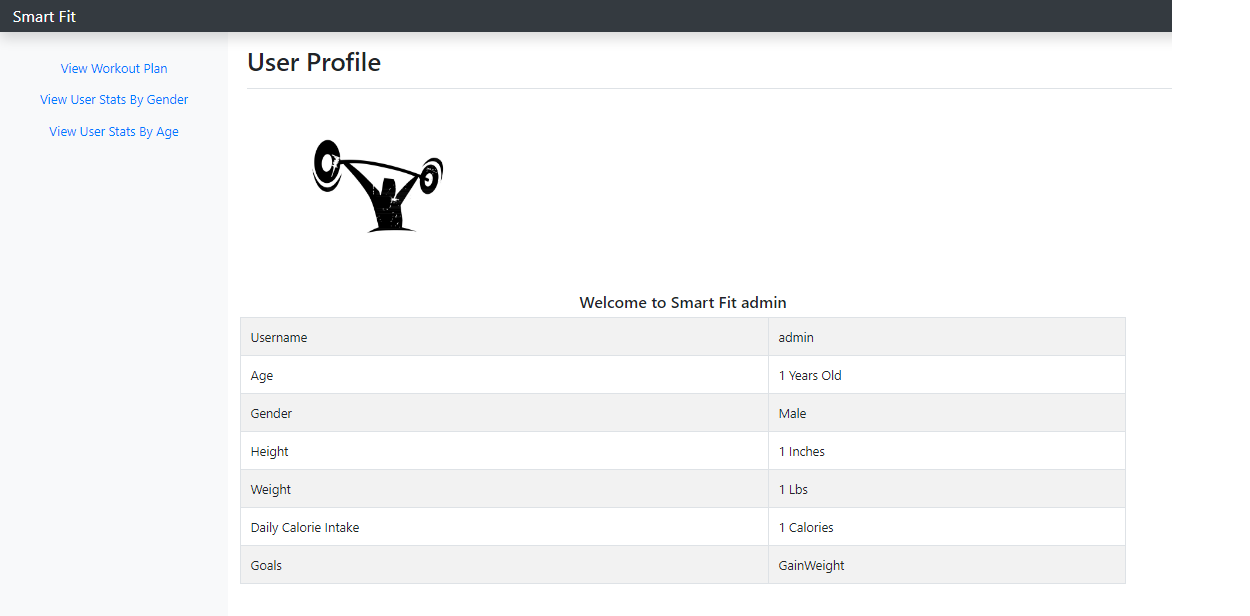 Smart Fit
View Workout Plan
View User Stats By Gender
View User Stats By Age
User Profile
Welcome to Smart Fit admin
Username admin
Age 1 Years Old
Gender Male
Height 1 Inches
Weight 1 Lbs
Daily Calorie Intake 1 Calories
Goals GainWeight